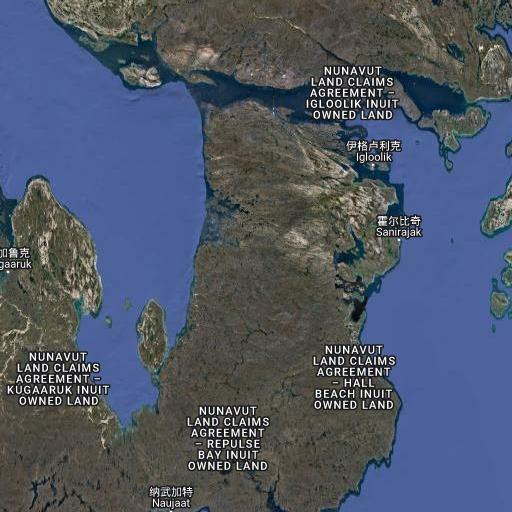 NUNAVUT
LAND CLAIMS
AGREEMENT –
IGLOOLIK INUIT
OWNED LAND
伊格卢利克
Igloolik
霍尔比奇
Sanirajak
加鲁克
gaaruk
NUNAVUT
LAND CLAIMS
AGREEMENT –
KUGAARUK INUIT
OWNED LAND
NUNAVUT
LAND CLAIMS
AGREEMENT
– HALL
BEACH INUIT
OWNED LAND
NUNAVUT
LAND CLAIMS
AGREEMENT
– REPULSE
BAY INUIT
OWNED LAND
纳武加特
Naujaat